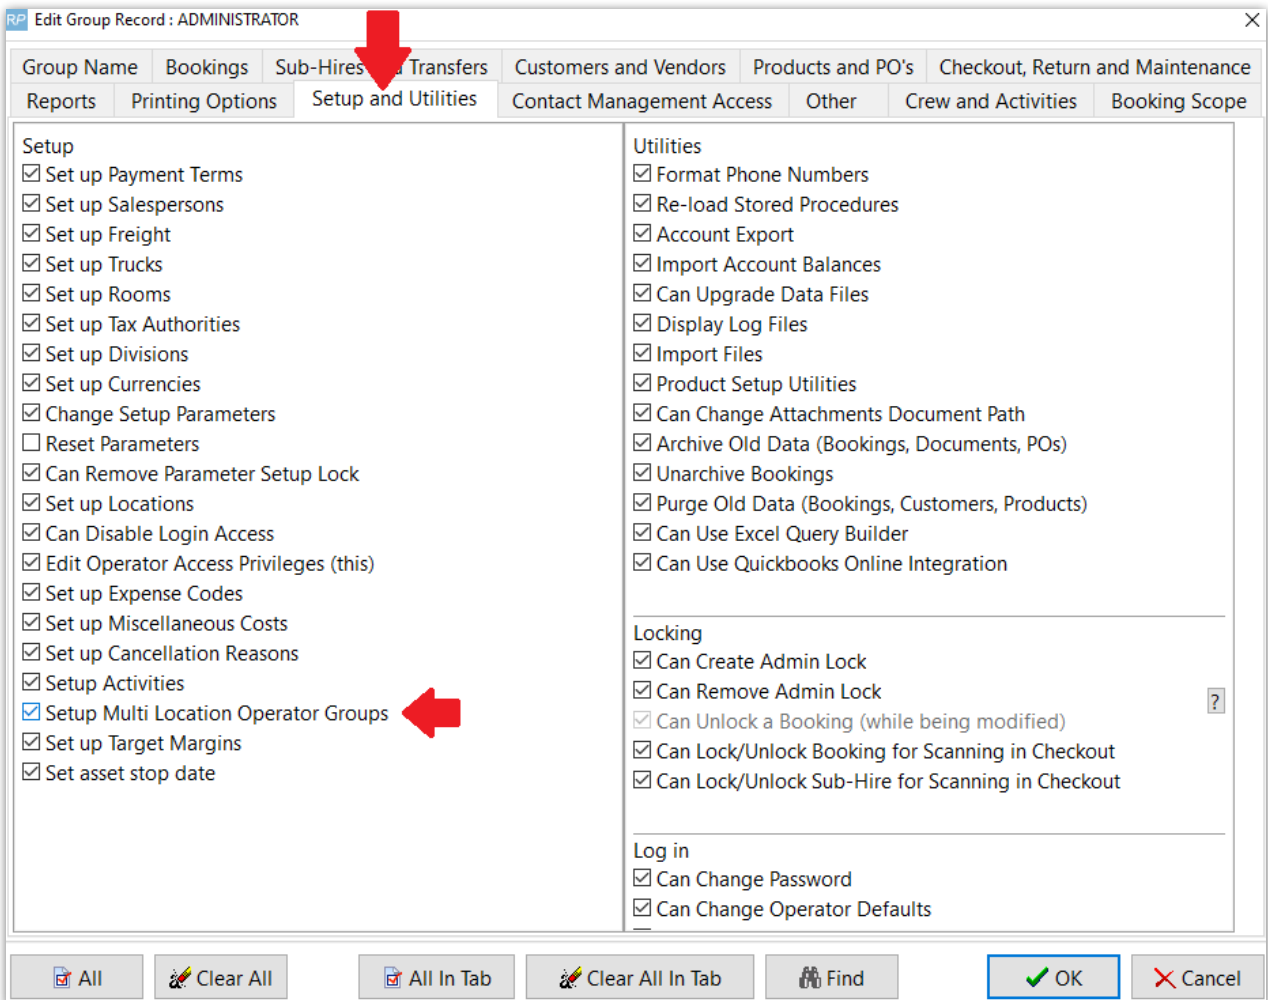 RP Edit Group Record : ADMINISTRATOR
Group Name Bookings Sub-Hires Transfers Customers and Vendors Products and PO's Checkout, Return and Maintenance
Reports Printing Options Setup and Utilities Contact Management Access Other Crew and Activities Booking Scope
Setup
Set up Payment Terms
Set up Salespersons
Set up Freight
Set up Trucks
Set up Rooms
Set up Tax Authorities
Set up Divisions
Set up Currencies
Change Setup Parameters
Reset Parameters
Can Remove Parameter Setup Lock
Set up Locations
Can Disable Login Access
Edit Operator Access Privileges (this)
Set up Expense Codes
Set up Miscellaneous Costs
Set up Cancellation Reasons
Setup Activities
Setup Multi Location Operator Groups
Set up Target Margins
Set asset stop date
Utilities
Format Phone Numbers
Re-load Stored Procedures
Account Export
Import Account Balances
Can Upgrade Data Files
Display Log Files
Import Files
Product Setup Utilities
Can Change Attachments Document Path
Archive Old Data (Bookings, Documents, POs)
Unarchive Bookings
Purge Old Data (Bookings, Customers, Products)
Can Use Excel Query Builder
Can Use Quickbooks Online Integration
Locking
Can Create Admin Lock
Can Remove Admin Lock
?
Can Unlock a Booking (while being modified)
Can Lock/Unlock Booking for Scanning in Checkout
Can Lock/Unlock Sub-Hire for Scanning in Checkout
Log in
Can Change Password
Can Change Operator Defaults
All Clear All All In Tab Clear All In Tab Find OK Cancel